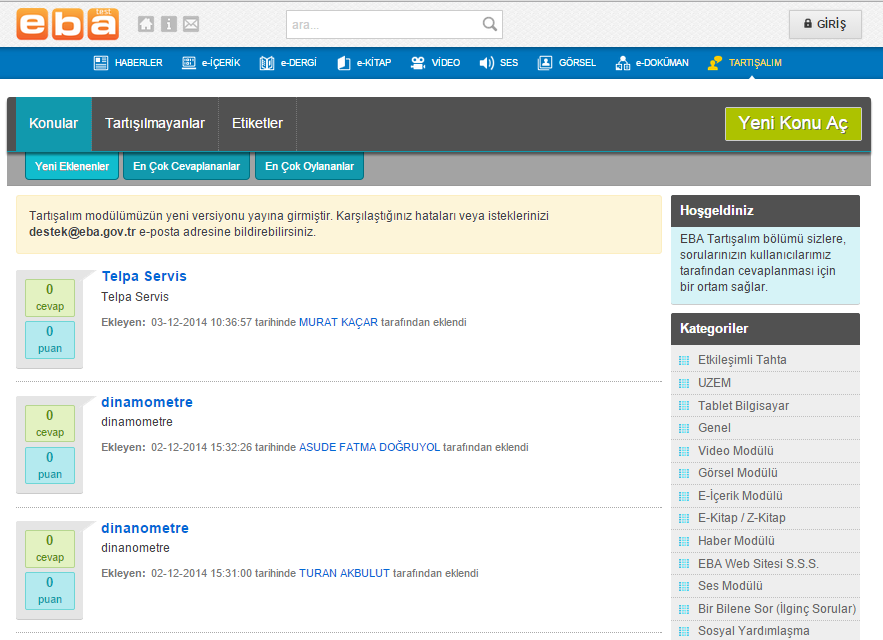 eba test
ara...
GİRİŞ
HABERLER e-İÇERİK e-DERGİ e-KİTAP VİDEO SES GÖRSEL e-DOKÜMAN TARTIŞALIM
Konular Tartışılmayanlar Etiketler
Yeni Konu Aç
Yeni Eklenenler En Çok Cevaplananlar En Çok Oylananlar
Tartışalım modülümüzün yeni versiyonu yayına girmiştir. Karşılaştığınız hataları veya isteklerinizi
destek@eba.gov.tr e-posta adresine bildirebilirsiniz.
0
cevap
0
puan
Telpa Servis
Telpa Servis
Ekleyen: 03-12-2014 10:36:57 tarihinde MURAT KAÇAR tarafından eklendi
0
cevap
0
puan
dinamometre
dinamometre
Ekleyen: 02-12-2014 15:32:26 tarihinde ASUDE FATMA DOĞRUYOL tarafından eklendi
0
cevap
0
puan
dinanometre
dinanometre
Ekleyen: 02-12-2014 15:31:00 tarihinde TURAN AKBULUT tarafından eklendi
Hoşgeldiniz
EBA Tartışalım bölümü sizlere,
sorularınızın kullanıcılarımız
tarafından cevaplanması için
bir ortam sağlar.
Kategoriler
Etkileşimli Tahta
UZEM
Tablet Bilgisayar
Genel
Video Modülü
Görsel Modülü
E-İçerik Modülü
E-Kitap / Z-Kitap
Haber Modülü
EBA Web Sitesi S.S.S.
Ses Modülü
Bir Bilene Sor (İlginç Sorular)
Sosyal Yardımlaşma